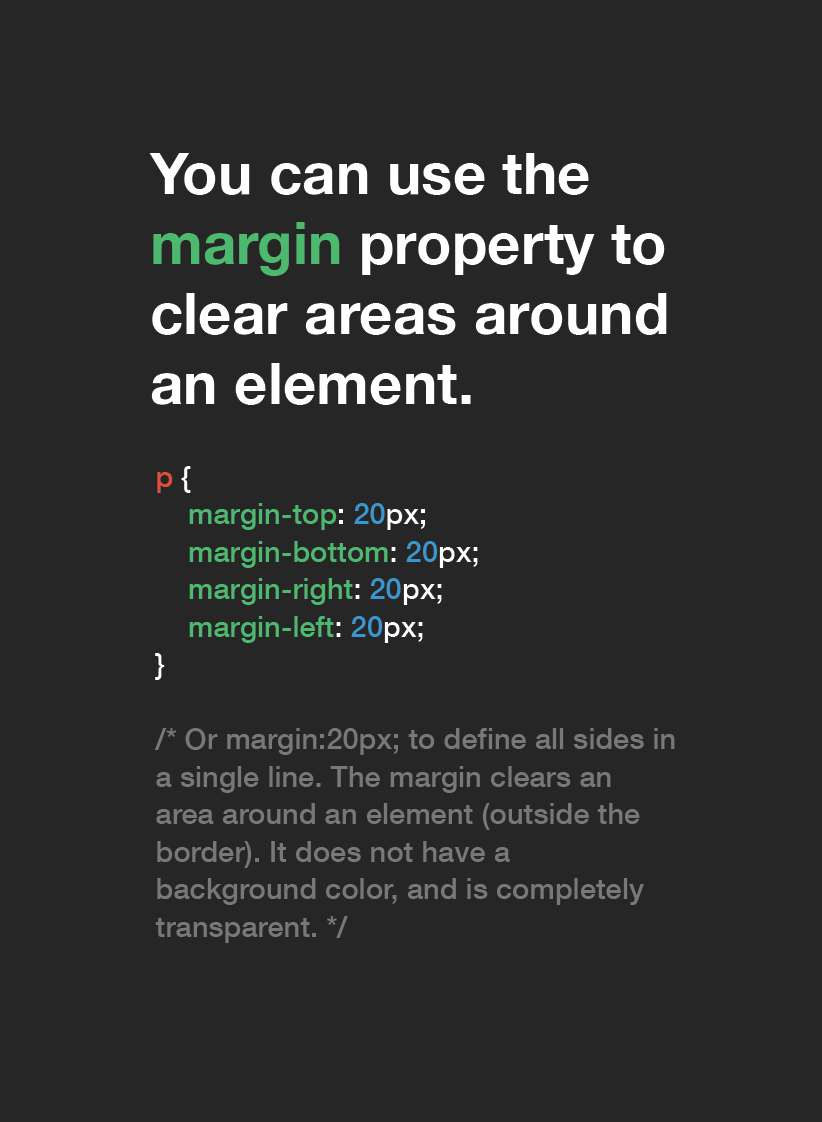 You can use the
margin property to
clear areas around
an element.
p {
margin-top: 20px;
margin-bottom: 20px;
margin-right: 20px;
margin-left: 20px;
}
/* Or margin:20px; to define all sides in
a single line. The margin clears an
area around an element (outside the
border). It does not have a
background color, and is completely
transparent. */